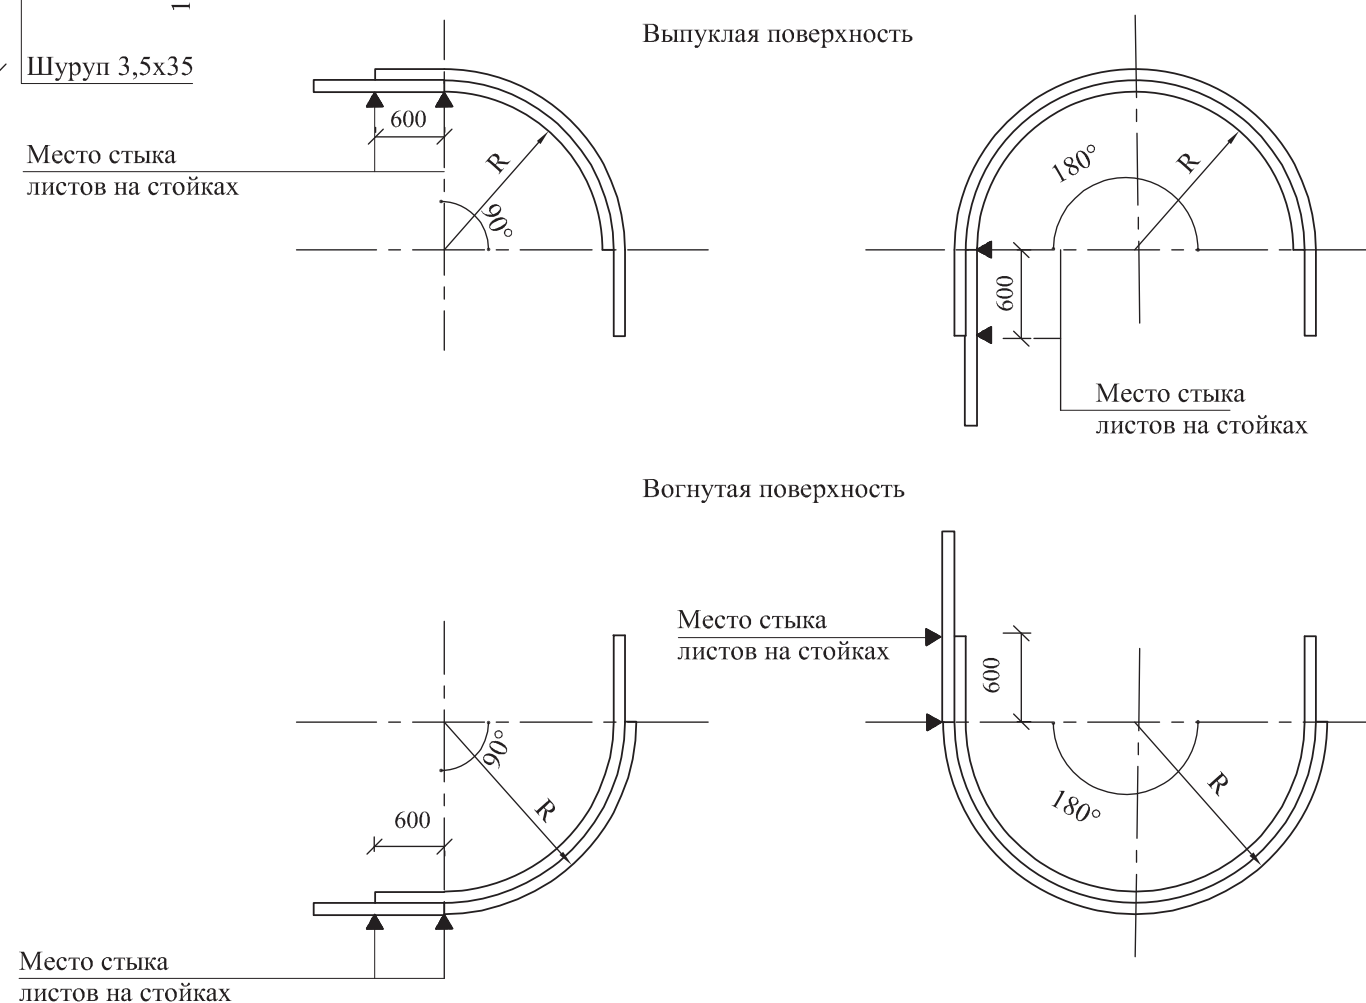 1
Выпуклая поверхность
Шуруп 3,5х35
600
Место стыка
листов на стойках
R
90°
180°
R
600
Место стыка
листов на стойках
Вогнутая поверхность
Место стыка
листов на стойках
600
90°
R
600
180°
R
Место стыка
листов на стойках